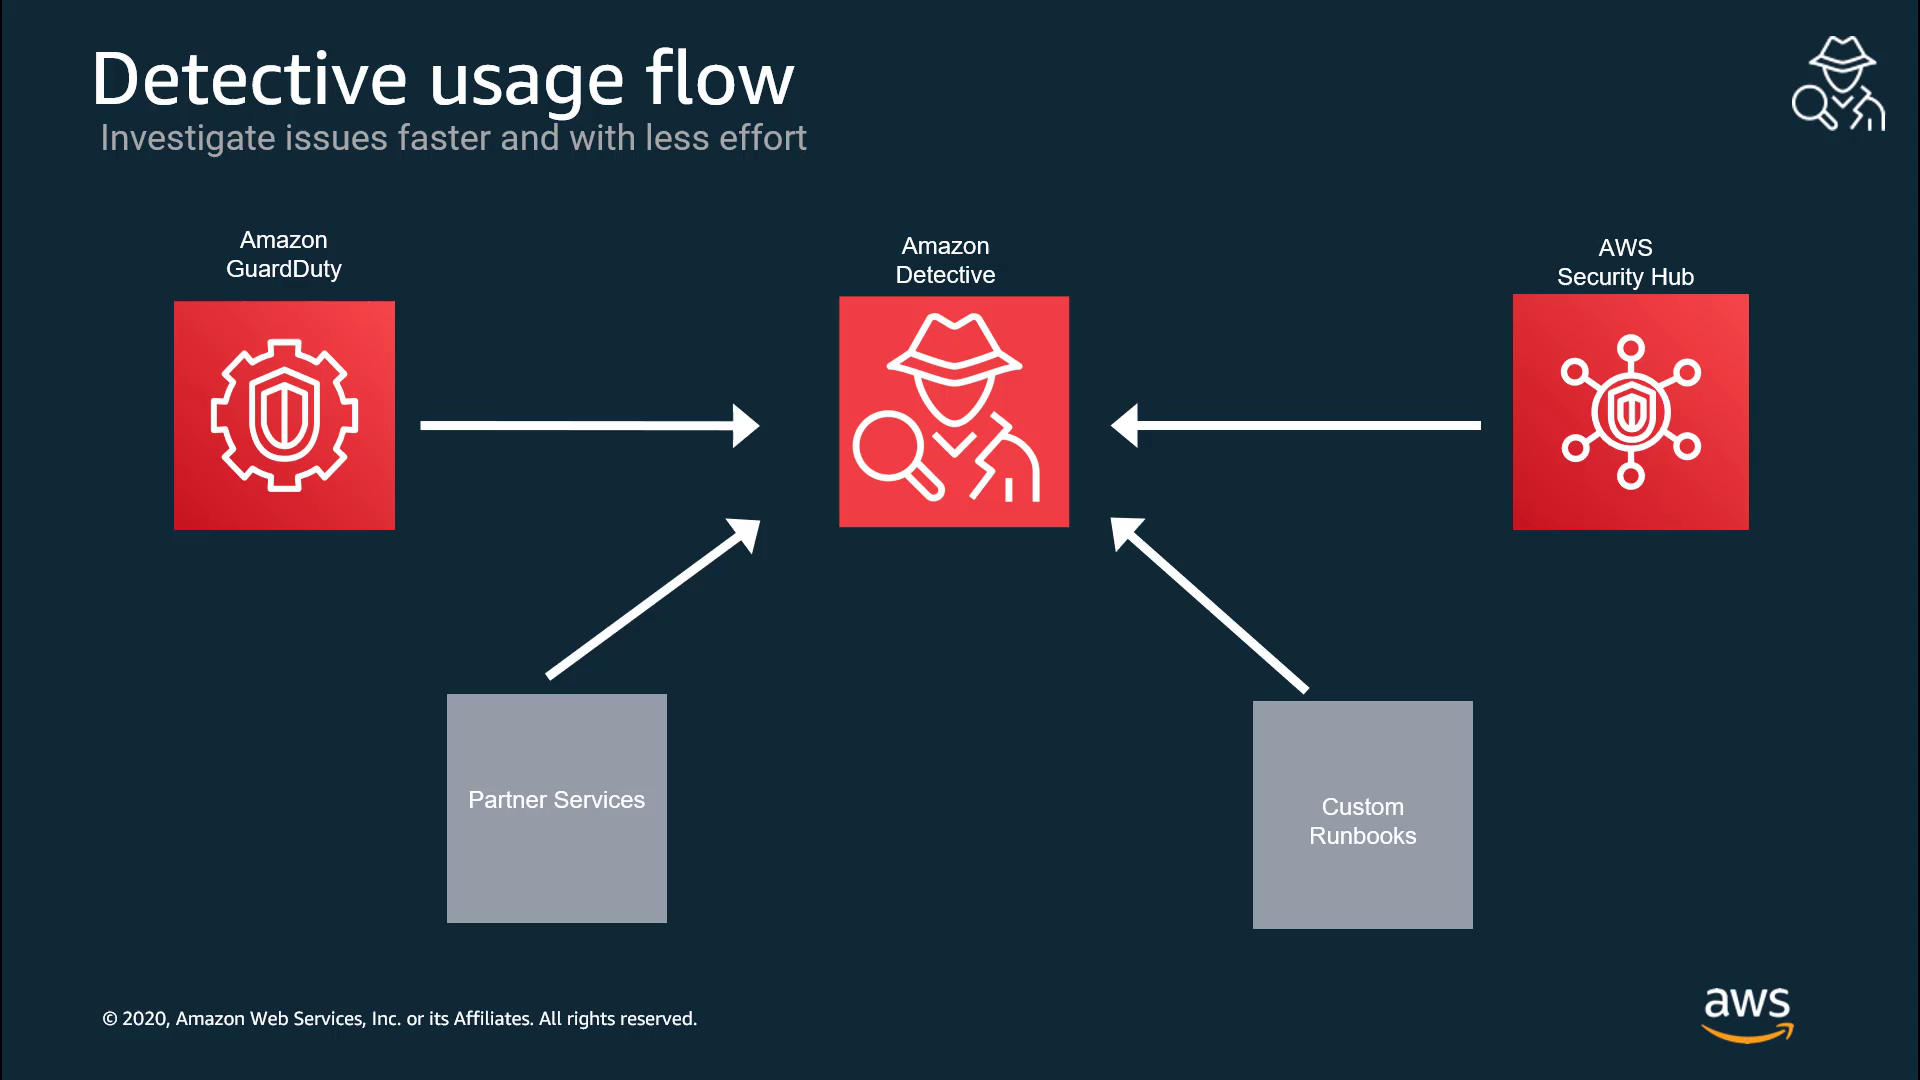 Detective usage flow
Investigate issues faster and with less effort
Amazon
GuardDuty
Amazon
Detective
AWS
Security Hub
Partner Services
Custom
Runbooks
© 2020, Amazon Web Services, Inc. or its Affiliates. All rights reserved.
aws